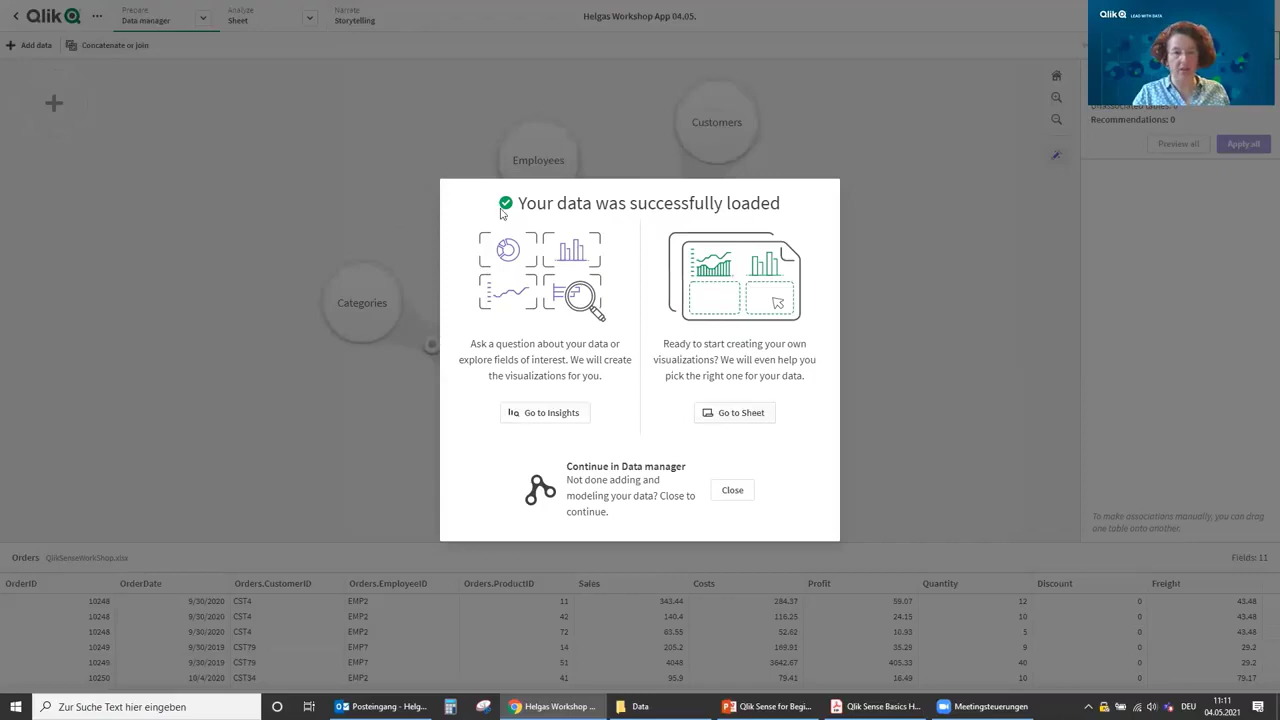 Qlik
Prepare
Data manager
Analyze
Sheet
Narrate
Storytelling
Helgas Workshop App 04.05.
Qlik LEAD WITH DATA
Add data
Concatenate or join
Recommendations: 0
Preview all
Apply all
Customers
Employees
Categories
Your data was successfully loaded
Ask a question about your data or
explore fields of interest. We will create
the visualizations for you.
Go to Insights
Ready to start creating your own
visualizations? We will even help you
pick the right one for your data.
Go to Sheet
Continue in Data manager
Not done adding and
modeling your data? Close to
continue.
Close
To make associations manually, you can drag
one table onto another.
Orders QlikSenseWorkShop.xlsx
Fields: 11
OrderID OrderDate Orders.CustomerID Orders.EmployeeID Orders.ProductID Sales Costs Profit Quantity Discount Freight
10248 9/30/2020 CST4 EMP2 11 343.44 284.37 59.07 12 0 43.48
10248 9/30/2020 CST4 EMP2 42 140.4 116.25 24.15 10 0 43.48
10248 9/30/2020 CST4 EMP2 72 63.55 52.62 10.93 5 0 43.48
10249 9/30/2019 CST79 EMP7 14 205.2 169.91 35.29 9 0 29.2
10249 9/30/2019 CST79 EMP7 51 4048 3642.67 405.33 40 0 29.2
10250 10/4/2020 CST34 EMP2 41 95.9 79.41 16.49 10 0 79.17
Zur Suche Text hier eingeben
Posteingang - Helg...
Helgas Workshop ...
Data
Qlik Sense for Begi...
Qlik Sense Basics H...
Meetingsteuerungen
DEU
11:11
04.05.2021